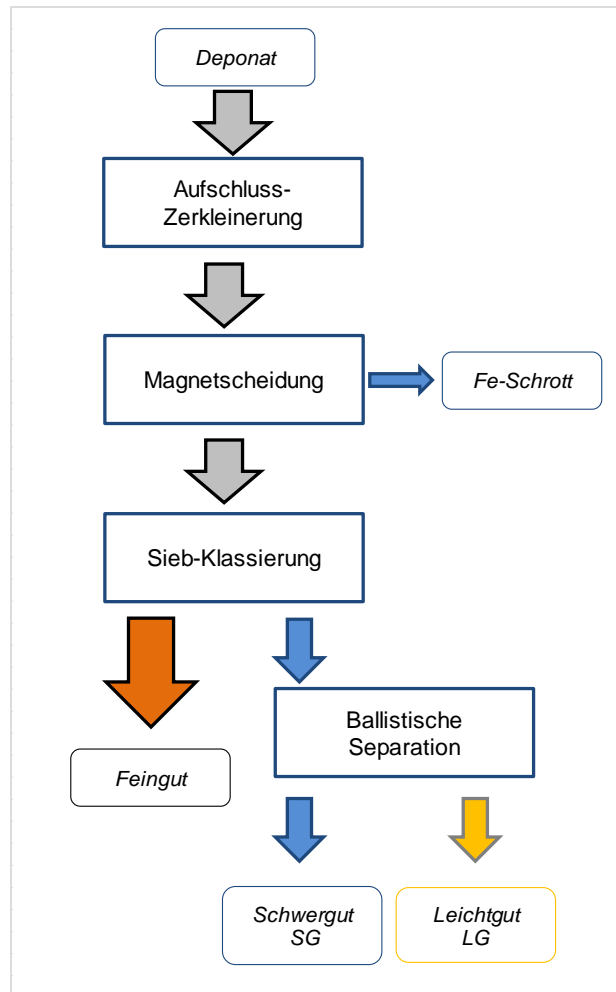 Deponat
Aufschluss-
Zerkleinerung
Magnetscheidung
Fe-Schrott
Sieb-Klassierung
Ballistische
Separation
Feingut
Schwergut
SG
Leichtgut
LG